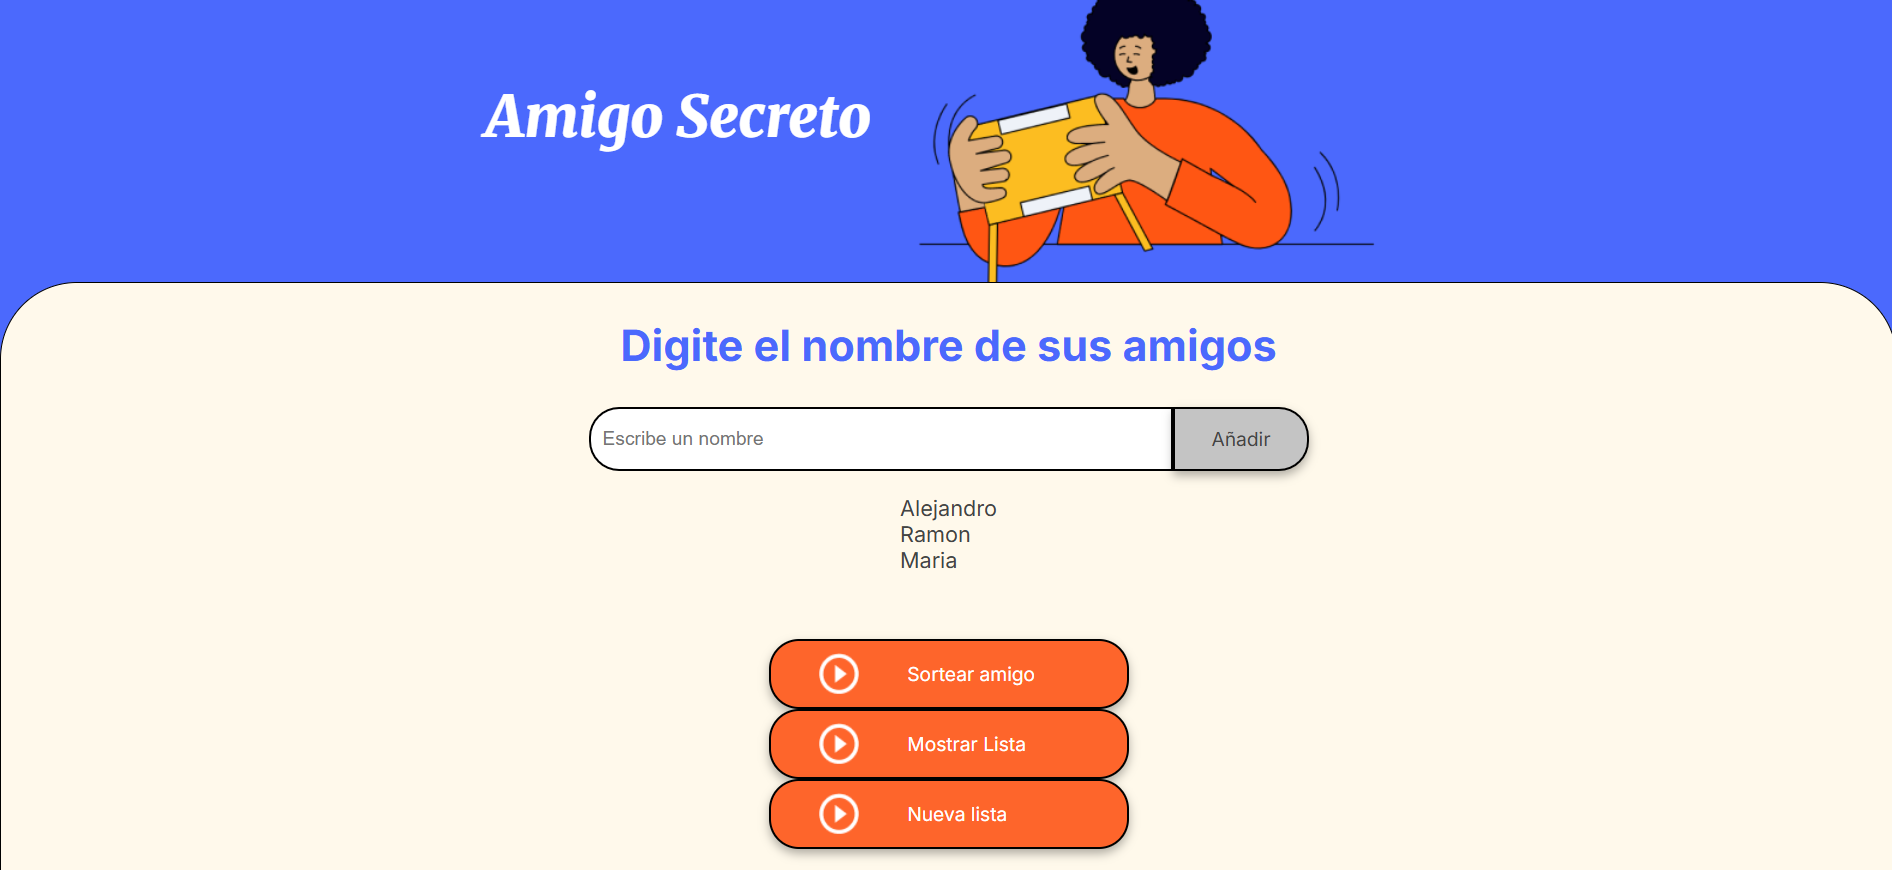 Amigo Secreto
Digite el nombre de sus amigos
Escribe un nombre
Añadir
Alejandro
Ramon
Maria
Sortear amigo
Mostrar Lista
Nueva lista